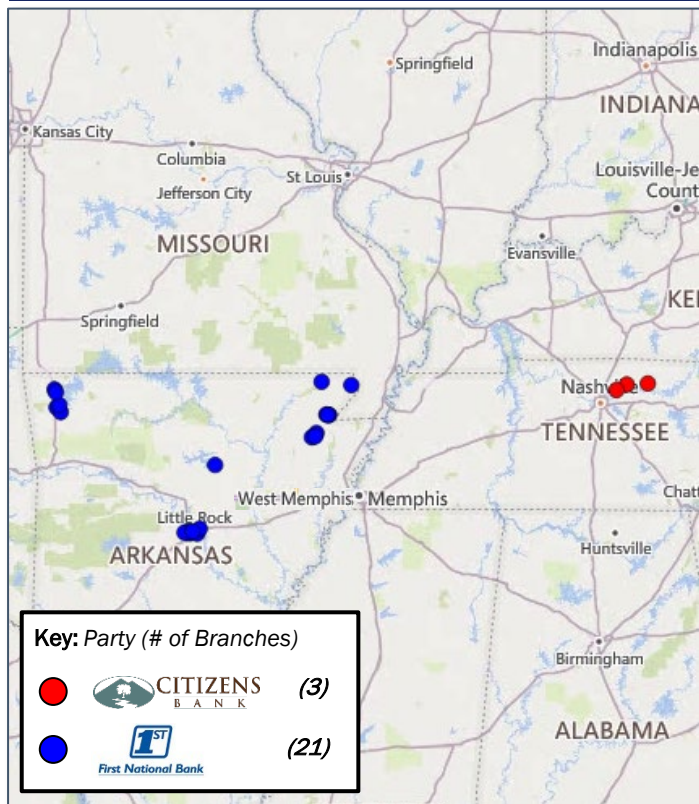 Indianapolis
Springfield
INDIANA
Kansas City
Columbia
Louisville-Je
Count
St Louis
Jefferson City
MISSOURI
Evansville
KE
Springfield
Nashville
TENNESSEE
Chatt
West Memphis
Memphis
Little Rock
ARKANSAS
Huntsville
Key: Party (# of Branches)
CITIZENS (3)
BANK
1ST (21)
First National Bank
Birmingham
ALABAMA